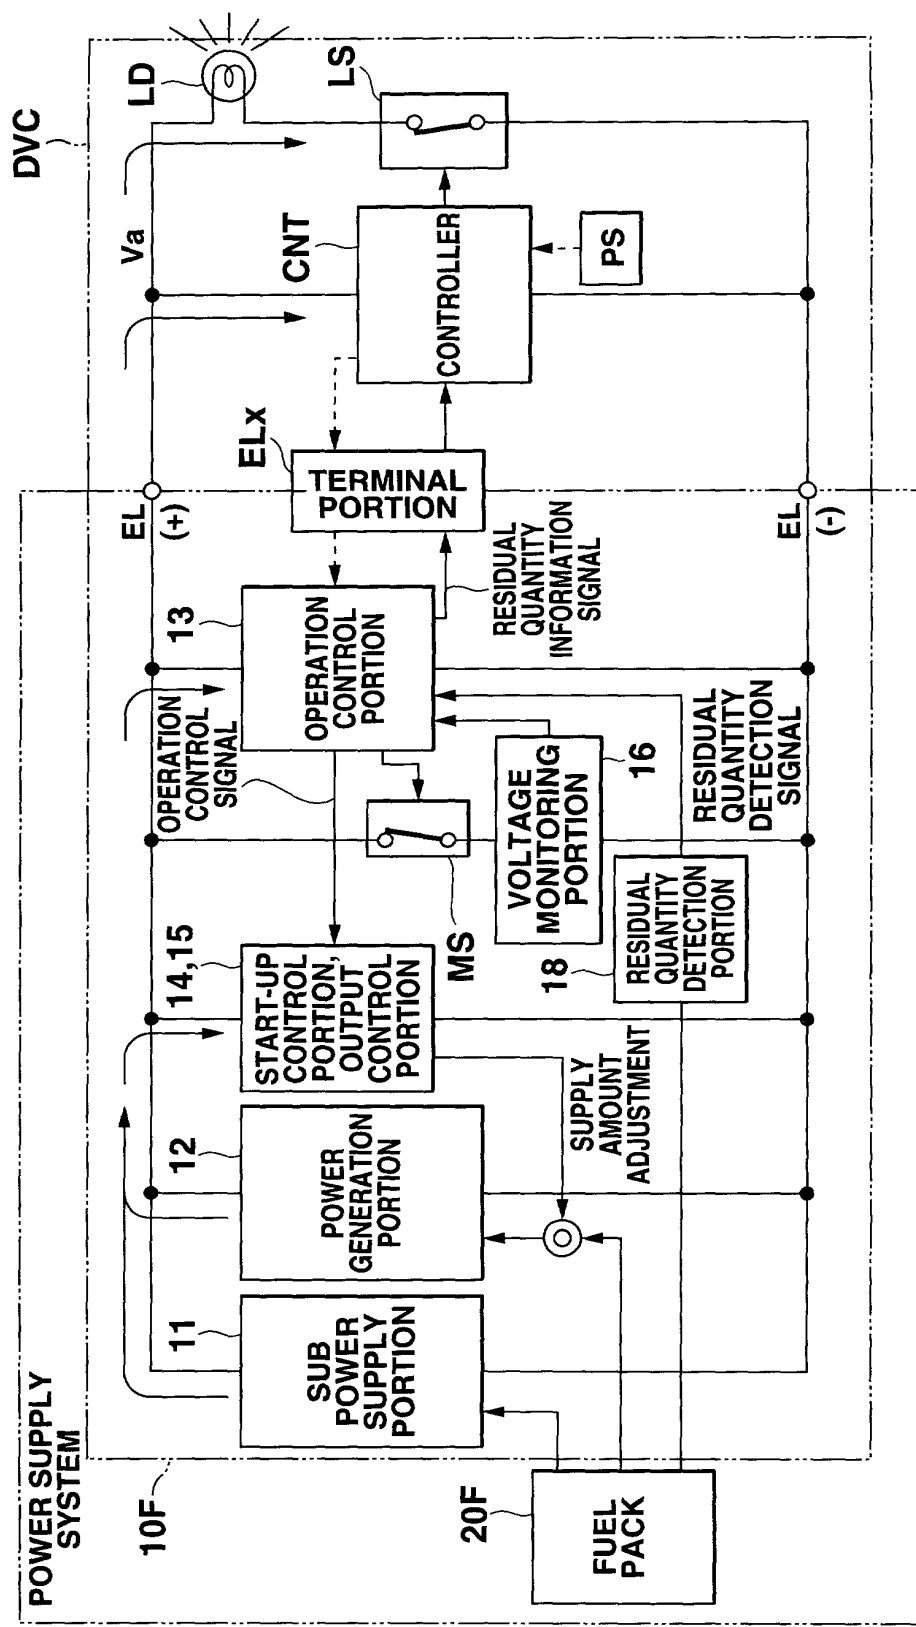 POWER SUPPLY
SYSTEM
10F
20F
FUEL
PACK
11
SUB
POWER
SUPPLY
PORTION
12
POWER
GENERATION
PORTION
14,15
START-UP
CONTROL
PORTION,
OUTPUT
CONTROL
PORTION
SUPPLY
AMOUNT
ADJUSTMENT
OPERATION
CONTROL
SIGNAL
MS
13
OPERATION
CONTROL
PORTION
VOLTAGE
MONITORING
PORTION
16
18
RESIDUAL
QUANTITY
DETECTION
PORTION
RESIDUAL
QUANTITY
DETECTION
SIGNAL
RESIDUAL
QUANTITY
INFORMATION
SIGNAL
EL
(+)
EL
(-)
ELx
TERMINAL
PORTION
DVC
Va
CNT
CONTROLLER
PS
LD
LS